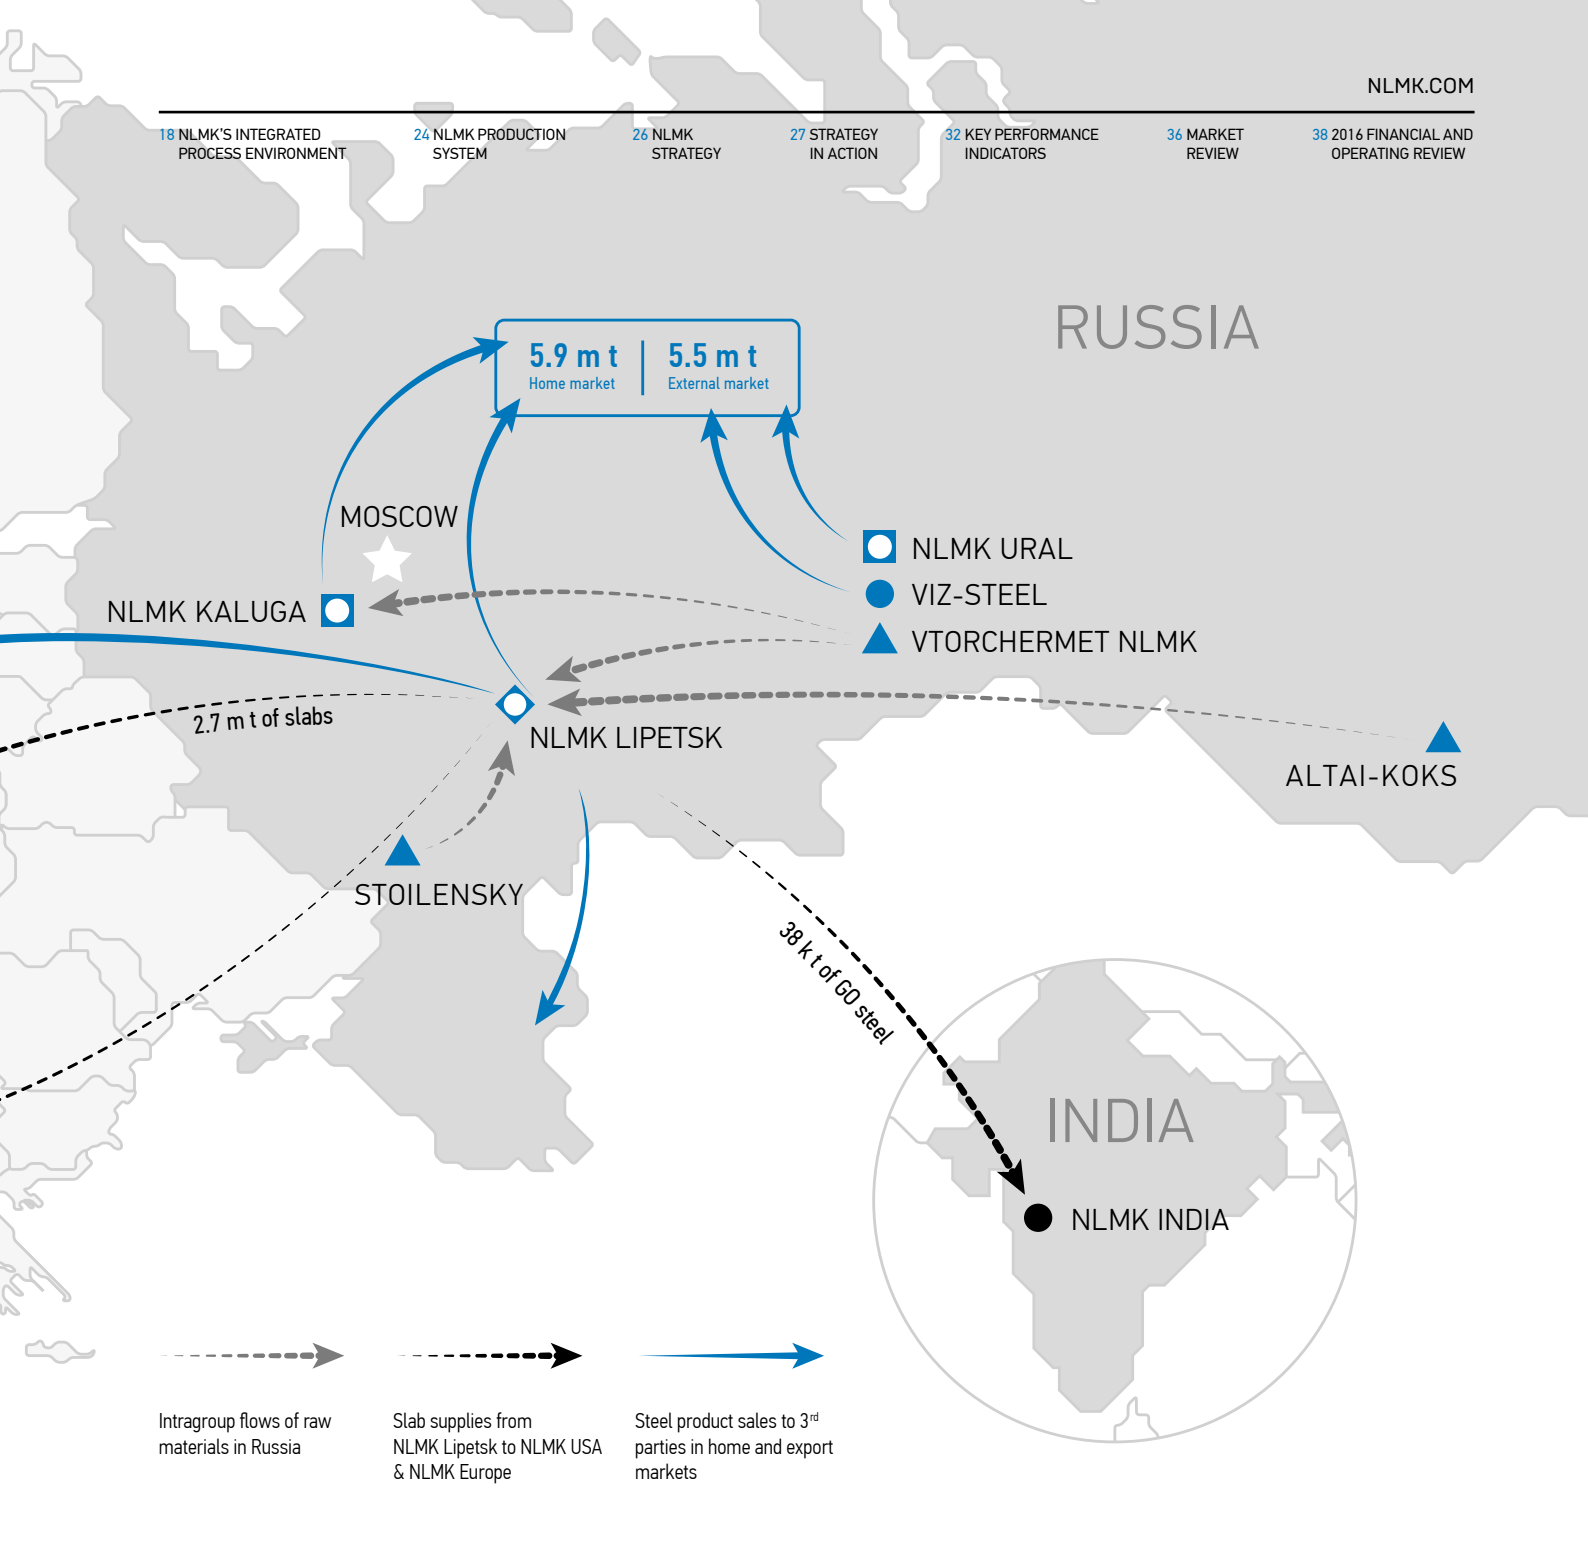 NLMK.COM
18 NLMK'S INTEGRATED
PROCESS ENVIRONMENT
24 NLMK PRODUCTION
SYSTEM
26 NLMK
STRATEGY
27 STRATEGY
IN ACTION
32 KEY PERFORMANCE
INDICATORS
36 MARKET
REVIEW
38 2016 FINANCIAL AND
OPERATING REVIEW
RUSSIA
5.9 m t
Home market
5.5 m t
External market
MOSCOW
NLMK URAL
VIZ-STEEL
NLMK KALUGA
VTORCHERMET NLMK
2.7 m t of slabs
NLMK LIPETSK
ALTAI-KOKS
STOILENSKY
38 k t of GO steel
INDIA
NLMK INDIA
Intragroup flows of raw
materials in Russia
Slab supplies from
NLMK Lipetsk to NLMK USA
& NLMK Europe
Steel product sales to 3rd
parties in home and export
markets